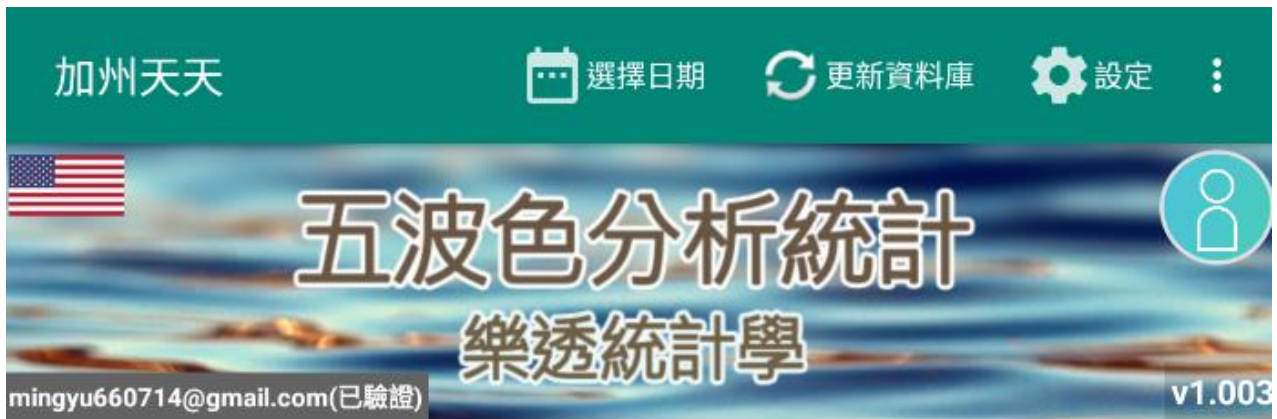 加州天天 選擇日期 更新資料庫 設定
五波色分析統計
樂透統計學
mingyu660714@gmail.com(已驗證) v1.003